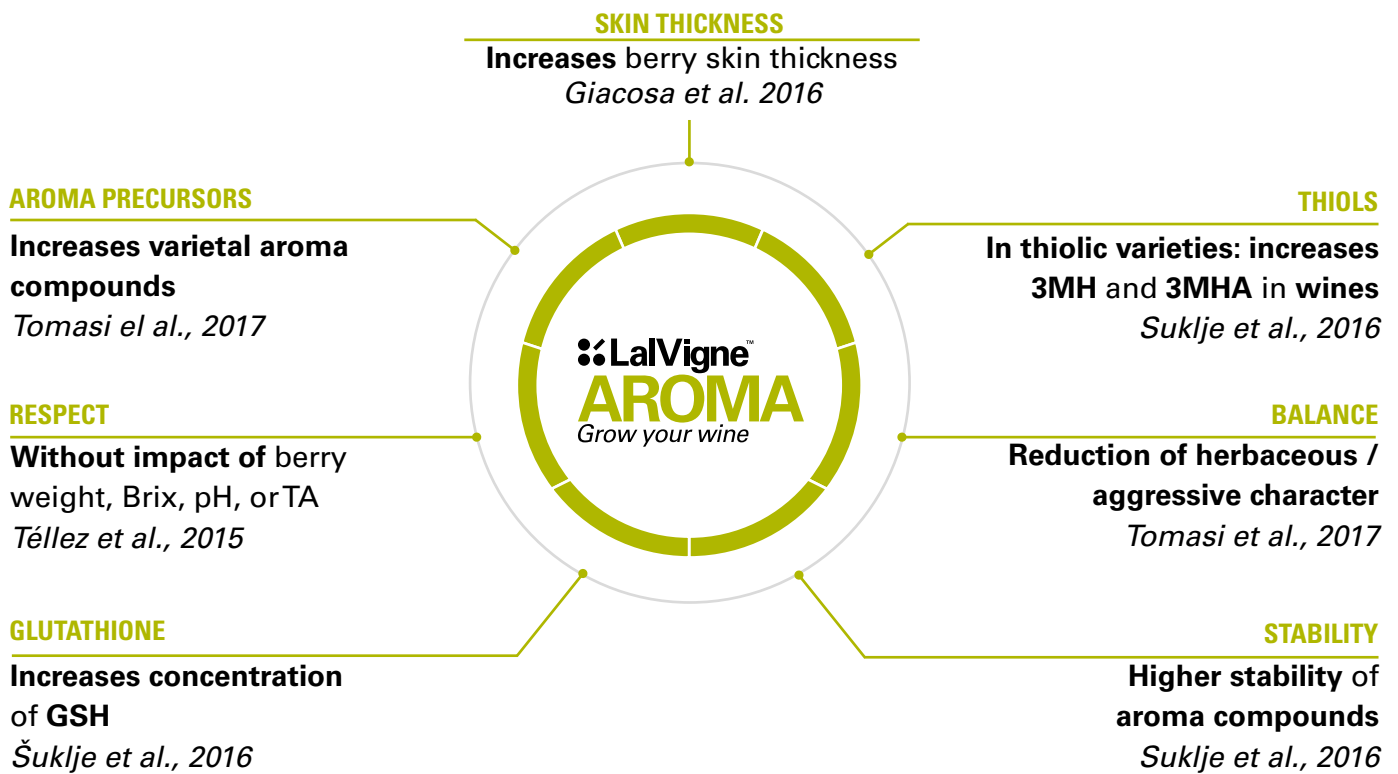 SKIN THICKNESS
Increases berry skin thickness
Giacosa et al. 2016
AROMA PRECURSORS
Increases varietal aroma
compounds
Tomasi el al., 2017
THIOLS
In thiolic varieties: increases
3MH and 3MHA in wines
Suklje et al., 2016
LalVigne™
AROMA
Grow your wine
RESPECT
Without impact of berry
weight, Brix, pH, or TA
Téllez et al., 2015
BALANCE
Reduction of herbaceous /
aggressive character
Tomasi et al., 2017
GLUTATHIONE
Increases concentration
of GSH
Šuklje et al., 2016
STABILITY
Higher stability of
aroma compounds
Suklje et al., 2016